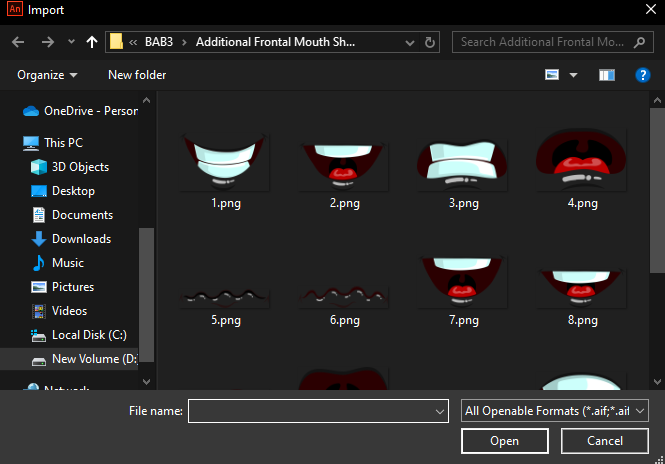 An Import
BAB3 Additional Frontal Mouth Sh...
Search Additional Frontal Mo...
Organize
New folder
OneDrive - Person
This PC
3D Objects
Desktop
Documents
Downloads
Music
Pictures
Videos
Local Disk (C:)
New Volume (D:
Network
1.png
2.png
3.png
4.png
5.png
6.png
7.png
8.png
File name:
All Openable Formats (*.aif;*.aif
Open
Cancel